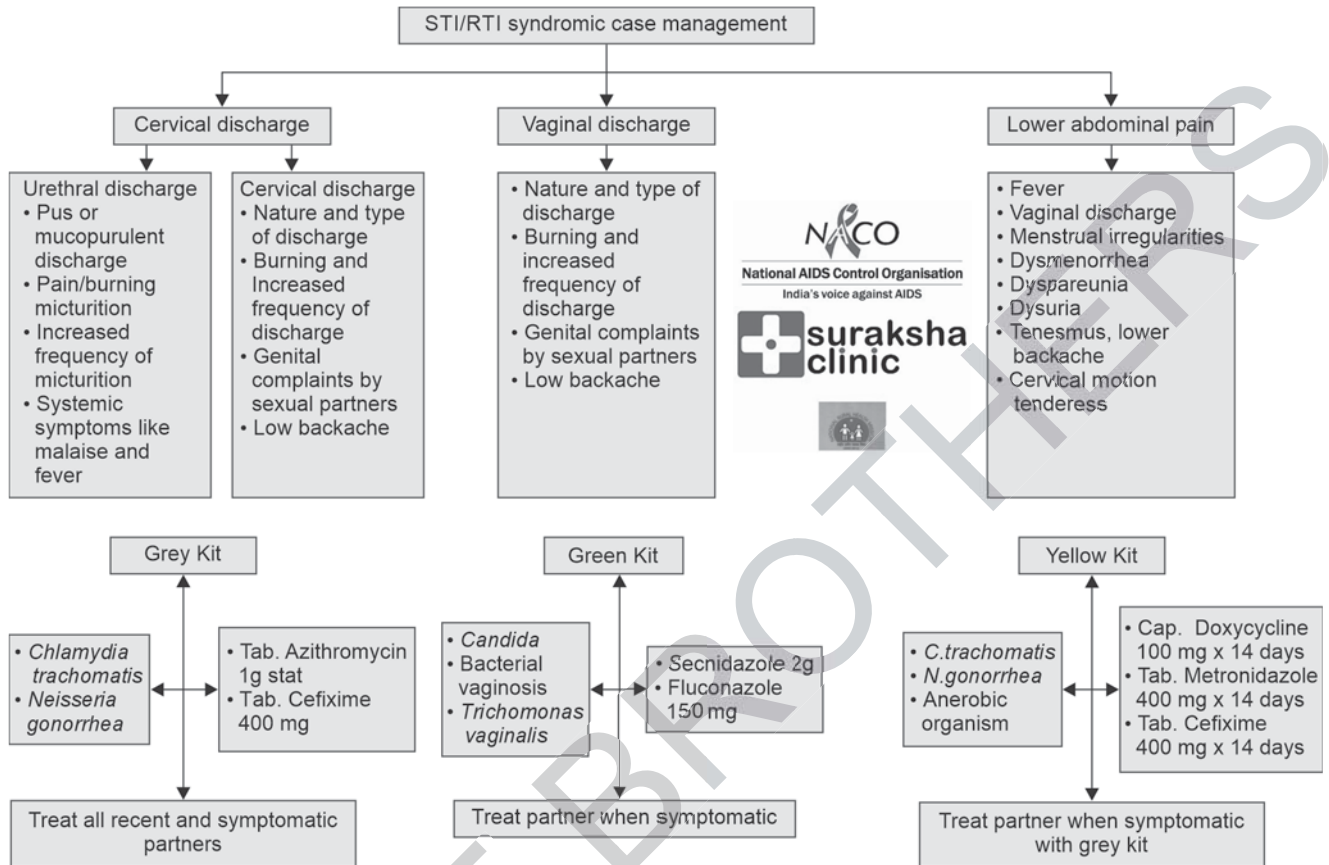 STI/RTI syndromic case management
Cervical discharge
Vaginal discharge
Lower abdominal pain
Urethral discharge
• Pus or
mucopurulent
discharge
• Pain/burning
micturition
• Increased
frequency of
micturition
• Systemic
symptoms like
malaise and
fever
Cervical discharge
• Nature and type
of discharge
• Burning and
Increased
frequency of
discharge
• Genital
complaints by
sexual partners
• Low backache
• Nature and type of
discharge
• Burning and
increased
frequency of
discharge
• Genital complaints
by sexual partners
• Low backache
NACO
National AIDS Control Organisation
India's voice against AIDS
suraksha
clinic
• Fever
• Vaginal discharge
• Menstrual irregularities
• Dysmenorrhea
• Dyspareunia
• Dysuria
• Tenesmus, lower
backache
• Cervical motion
tenderess
Grey Kit
• Chlamydia
trachomatis
• Neisseria
gonorrhea
• Tab. Azithromycin
1g stat
• Tab. Cefixime
400 mg
Treat all recent and symptomatic
partners
Green Kit
• Candida
• Bacterial
vaginosis
• Trichomonas
vaginalis
• Secnidazole 2g
• Fluconazole
150 mg
Treat partner when symptomatic
Yellow Kit
• C.trachomatis
• N.gonorrhea
• Anerobic
organism
• Cap. Doxycycline
100 mg x 14 days
• Tab. Metronidazole
400 mg x 14 days
• Tab. Cefixime
400 mg x 14 days
Treat partner when symptomatic
with grey kit
BROTHERS